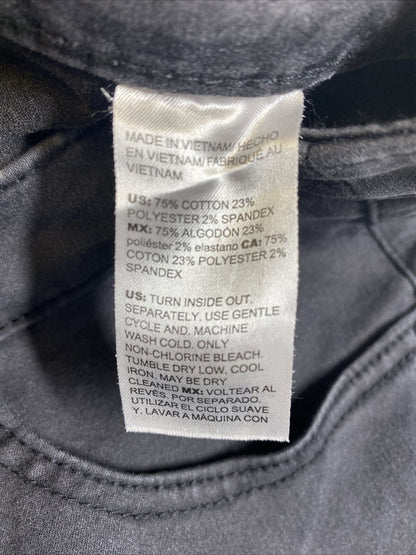 MADE IN VIETNAM/ HECHO
EN VIETNAM/ FABRIQUÉ AU
VIETNAM
US: 75% COTTON 23%
POLYESTER 2% SPANDEX
MX: 75% ALGODÓN 23%
poliéster 2% elastano CA: 75%
COTON 23% POLYESTER 2%
SPANDEX
US: TURN INSIDE OUT.
SEPARATELY. USE GENTLE
CYCLE AND. MACHINE
WASH COLD. ONLY
NON-CHLORINE BLEACH.
TUMBLE DRY LOW. COOL
IRON. MAY BE DRY
CLEANED MX: VOLTEAR AL
REVÉS. POR SEPARADO.
UTILIZAR EL CICLO SUAVE
Y. LAVAR A MÁQUINA CON